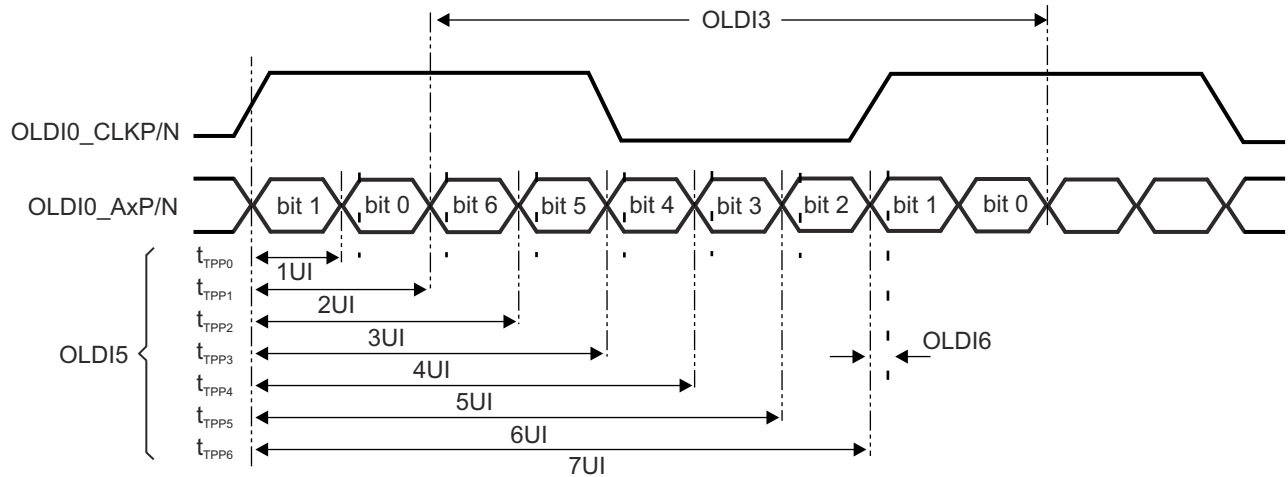 OLDI3
OLDI0_CLKP/N
OLDI0_AxP/N
bit 1 bit 0 bit 6 bit 5 bit 4 bit 3 bit 2 bit 1 bit 0
tTPP0
1UI
tTPP1
2UI
tTPP2
3UI
OLDI5
tTPP3
OLDI6
4UI
tTPP4
5UI
tTPP5
6UI
tTPP6
7UI